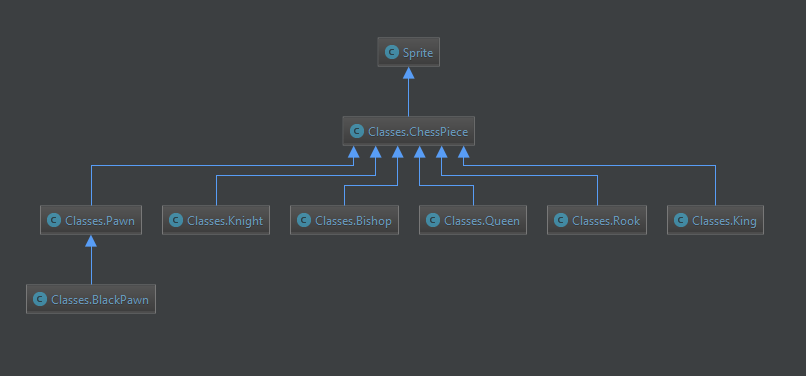 C Sprite
C Classes.ChessPiece
C Classes.Pawn C Classes.Knight C Classes.Bishop C Classes.Queen C Classes.Rook C Classes.King
C Classes.BlackPawn